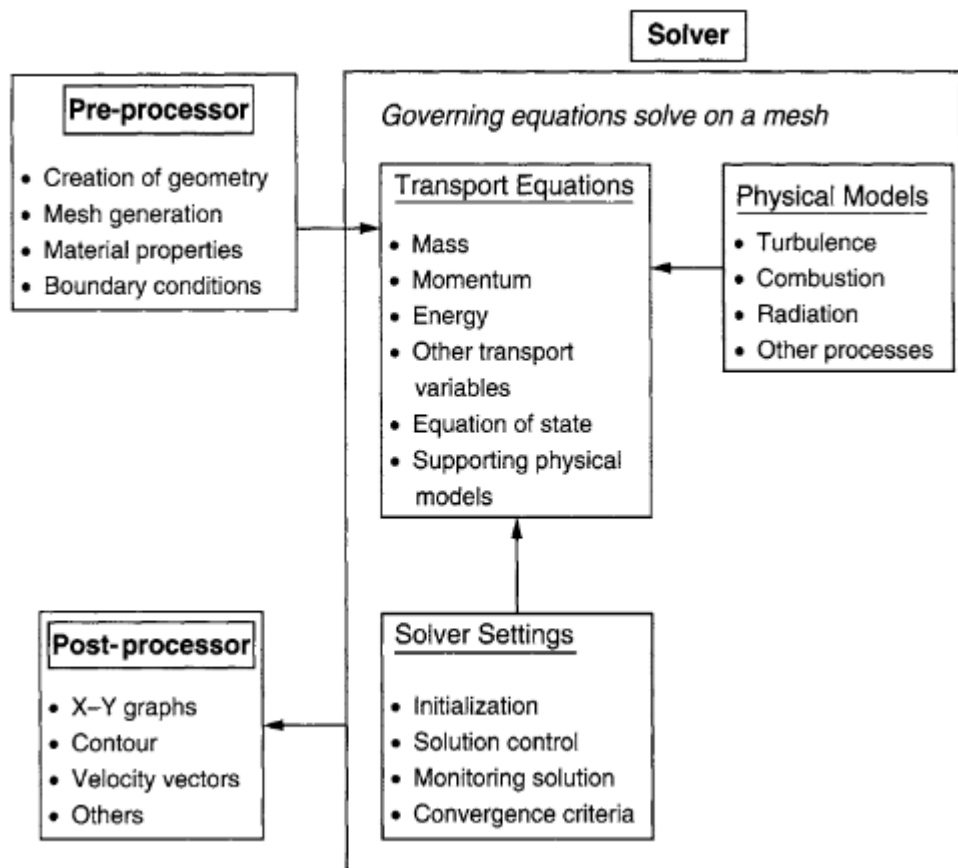 Solver
Pre-processor
• Creation of geometry
• Mesh generation
• Material properties
• Boundary conditions
Governing equations solve on a mesh
Transport Equations
• Mass
• Momentum
• Energy
• Other transport
variables
• Equation of state
• Supporting physical
models
Physical Models
• Turbulence
• Combustion
• Radiation
• Other processes
Solver Settings
• Initialization
• Solution control
• Monitoring solution
• Convergence criteria
Post-processor
• X–Y graphs
• Contour
• Velocity vectors
• Others